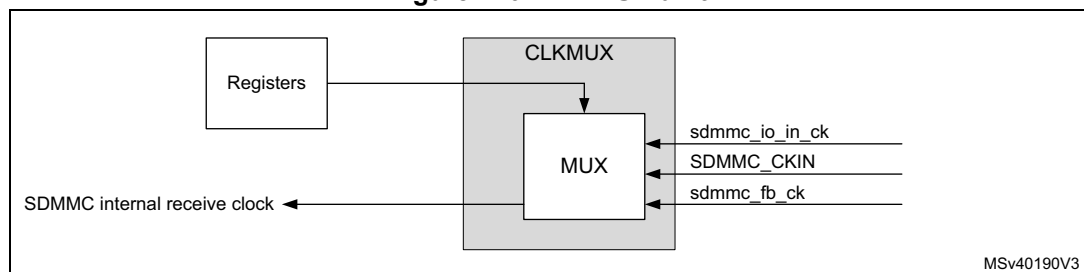 CLKMUX
Registers
sdmmc_io_in_ck
SDMMC_CKIN
MUX
sdmmc_fb_ck
SDMMC internal receive clock
MSv40190V3